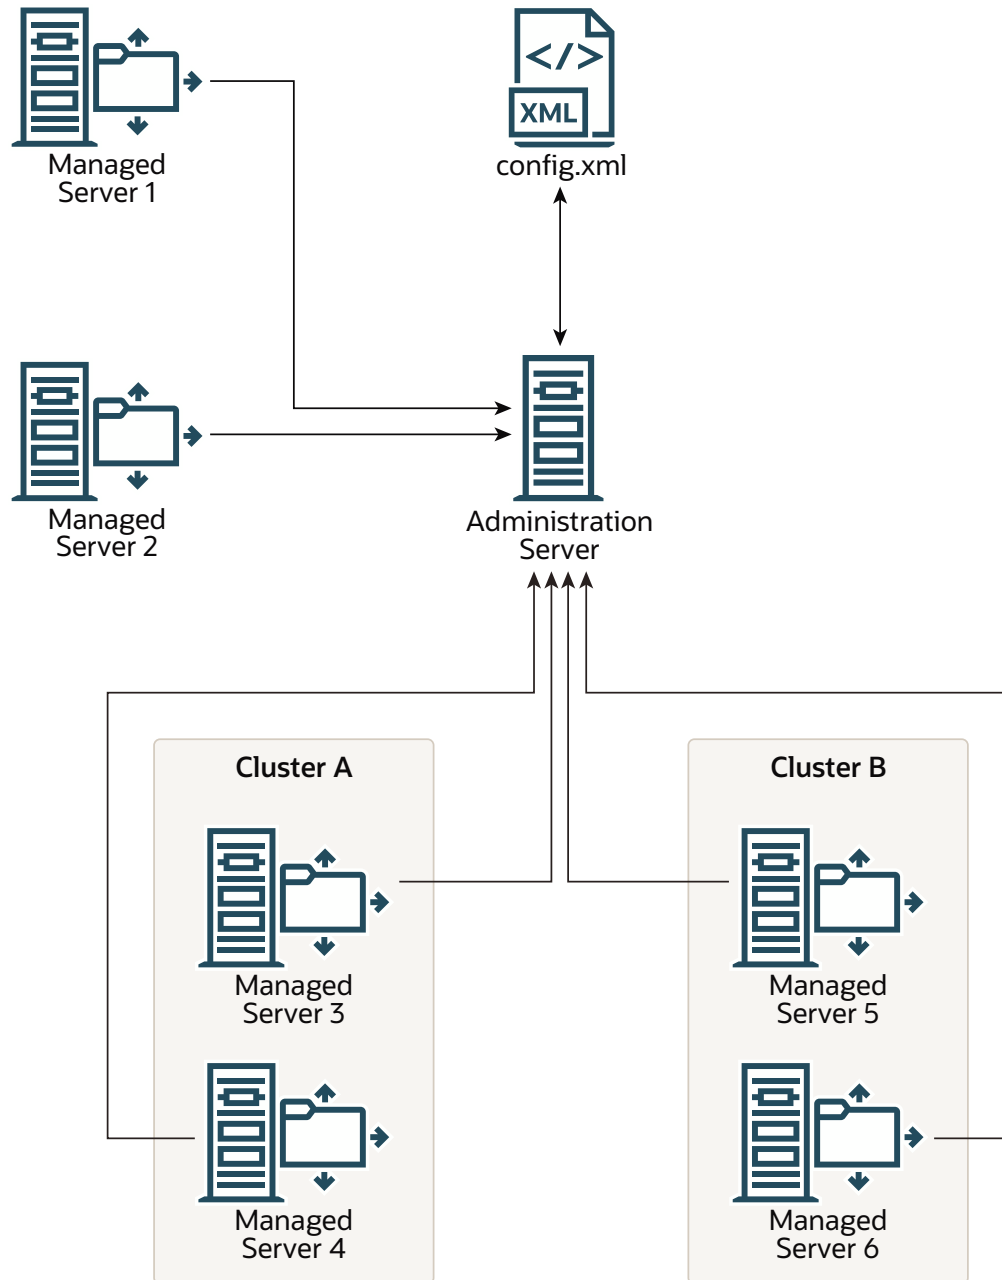 </>
XML
config.xml
Managed
Server 1
Managed
Server 2
Administration
Server
Cluster A
Managed
Server 3
Managed
Server 4
Cluster B
Managed
Server 5
Managed
Server 6